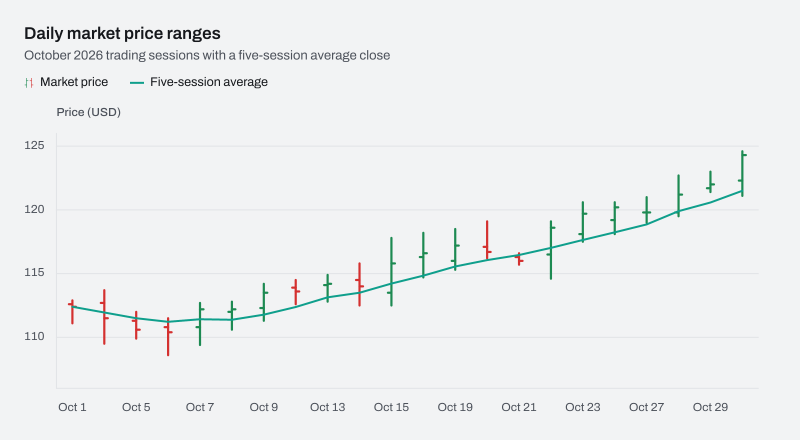 Daily market price ranges
October 2026 trading sessions with a five-session average close
Market price Five-session average
Price (USD)
125
120
115
110
Oct 1 Oct 5 Oct 7 Oct 9 Oct 13 Oct 15 Oct 19 Oct 21 Oct 23 Oct 27 Oct 29